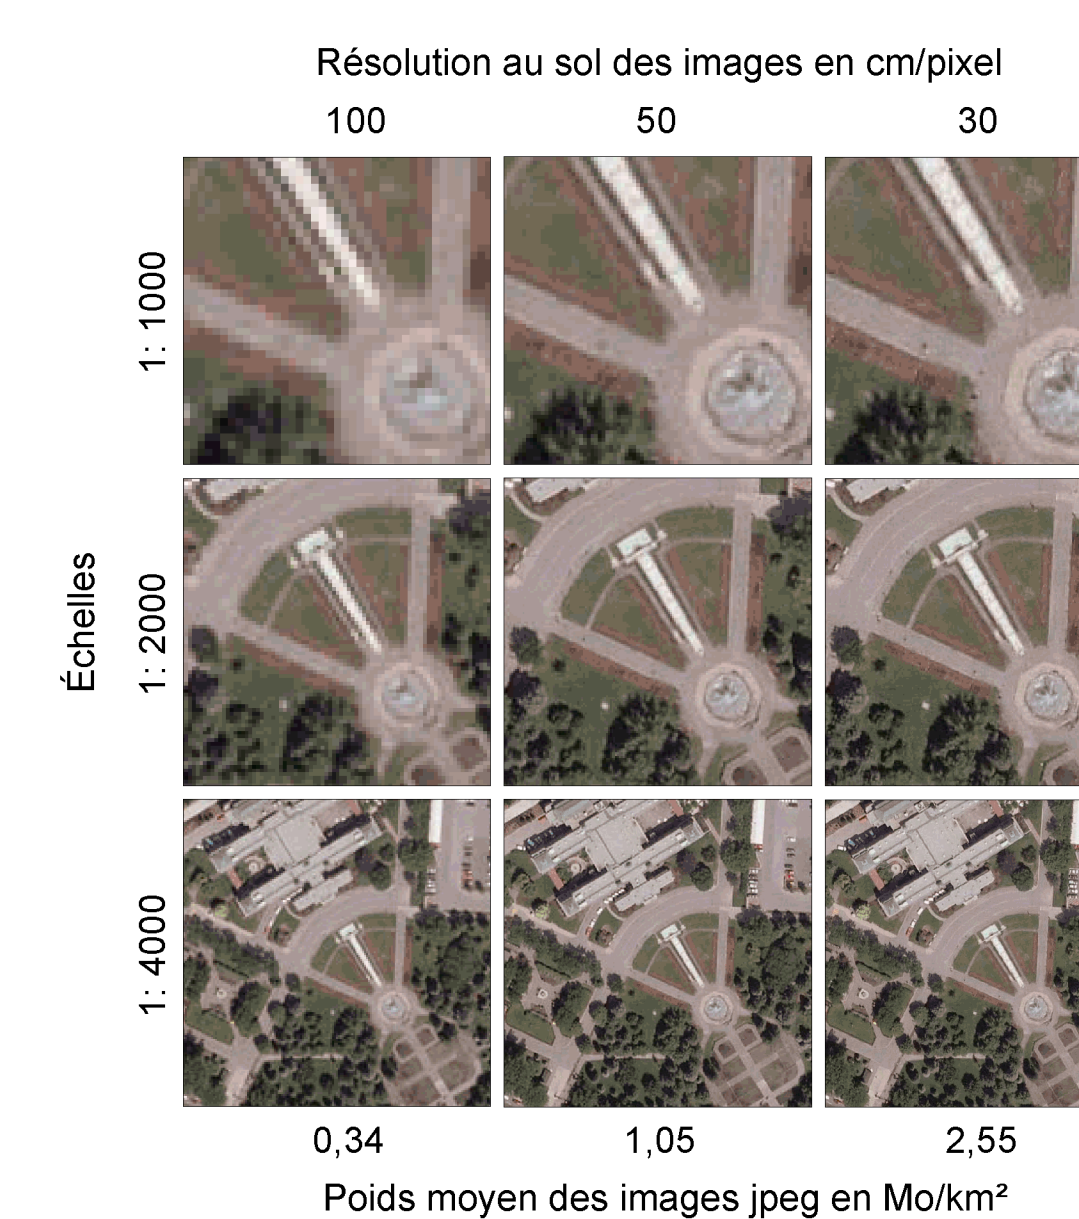 Résolution au sol des images en cm/pixel
100 50 30
Échelles
1: 1000
1: 2000
1: 4000
0,34 1,05 2,55
Poids moyen des images jpeg en Mo/km²